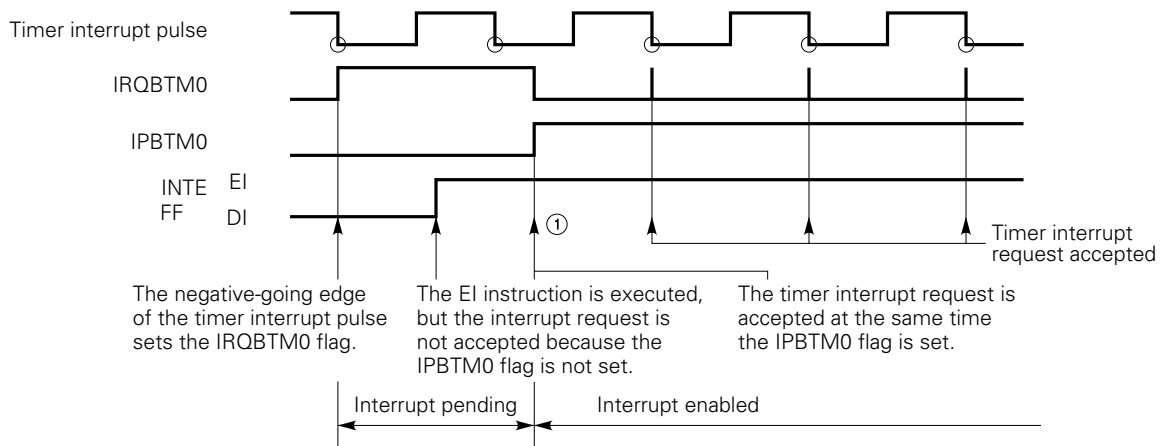 Timer interrupt pulse
IRQBTM0
IPBTM0
INTE EI
FF DI
①
Timer interrupt
request accepted
The negative-going edge
of the timer interrupt pulse
sets the IRQBTM0 flag.
The EI instruction is executed,
but the interrupt request is
not accepted because the
IPBTM0 flag is not set.
The timer interrupt request is
accepted at the same time
the IPBTM0 flag is set.
Interrupt pending
Interrupt enabled